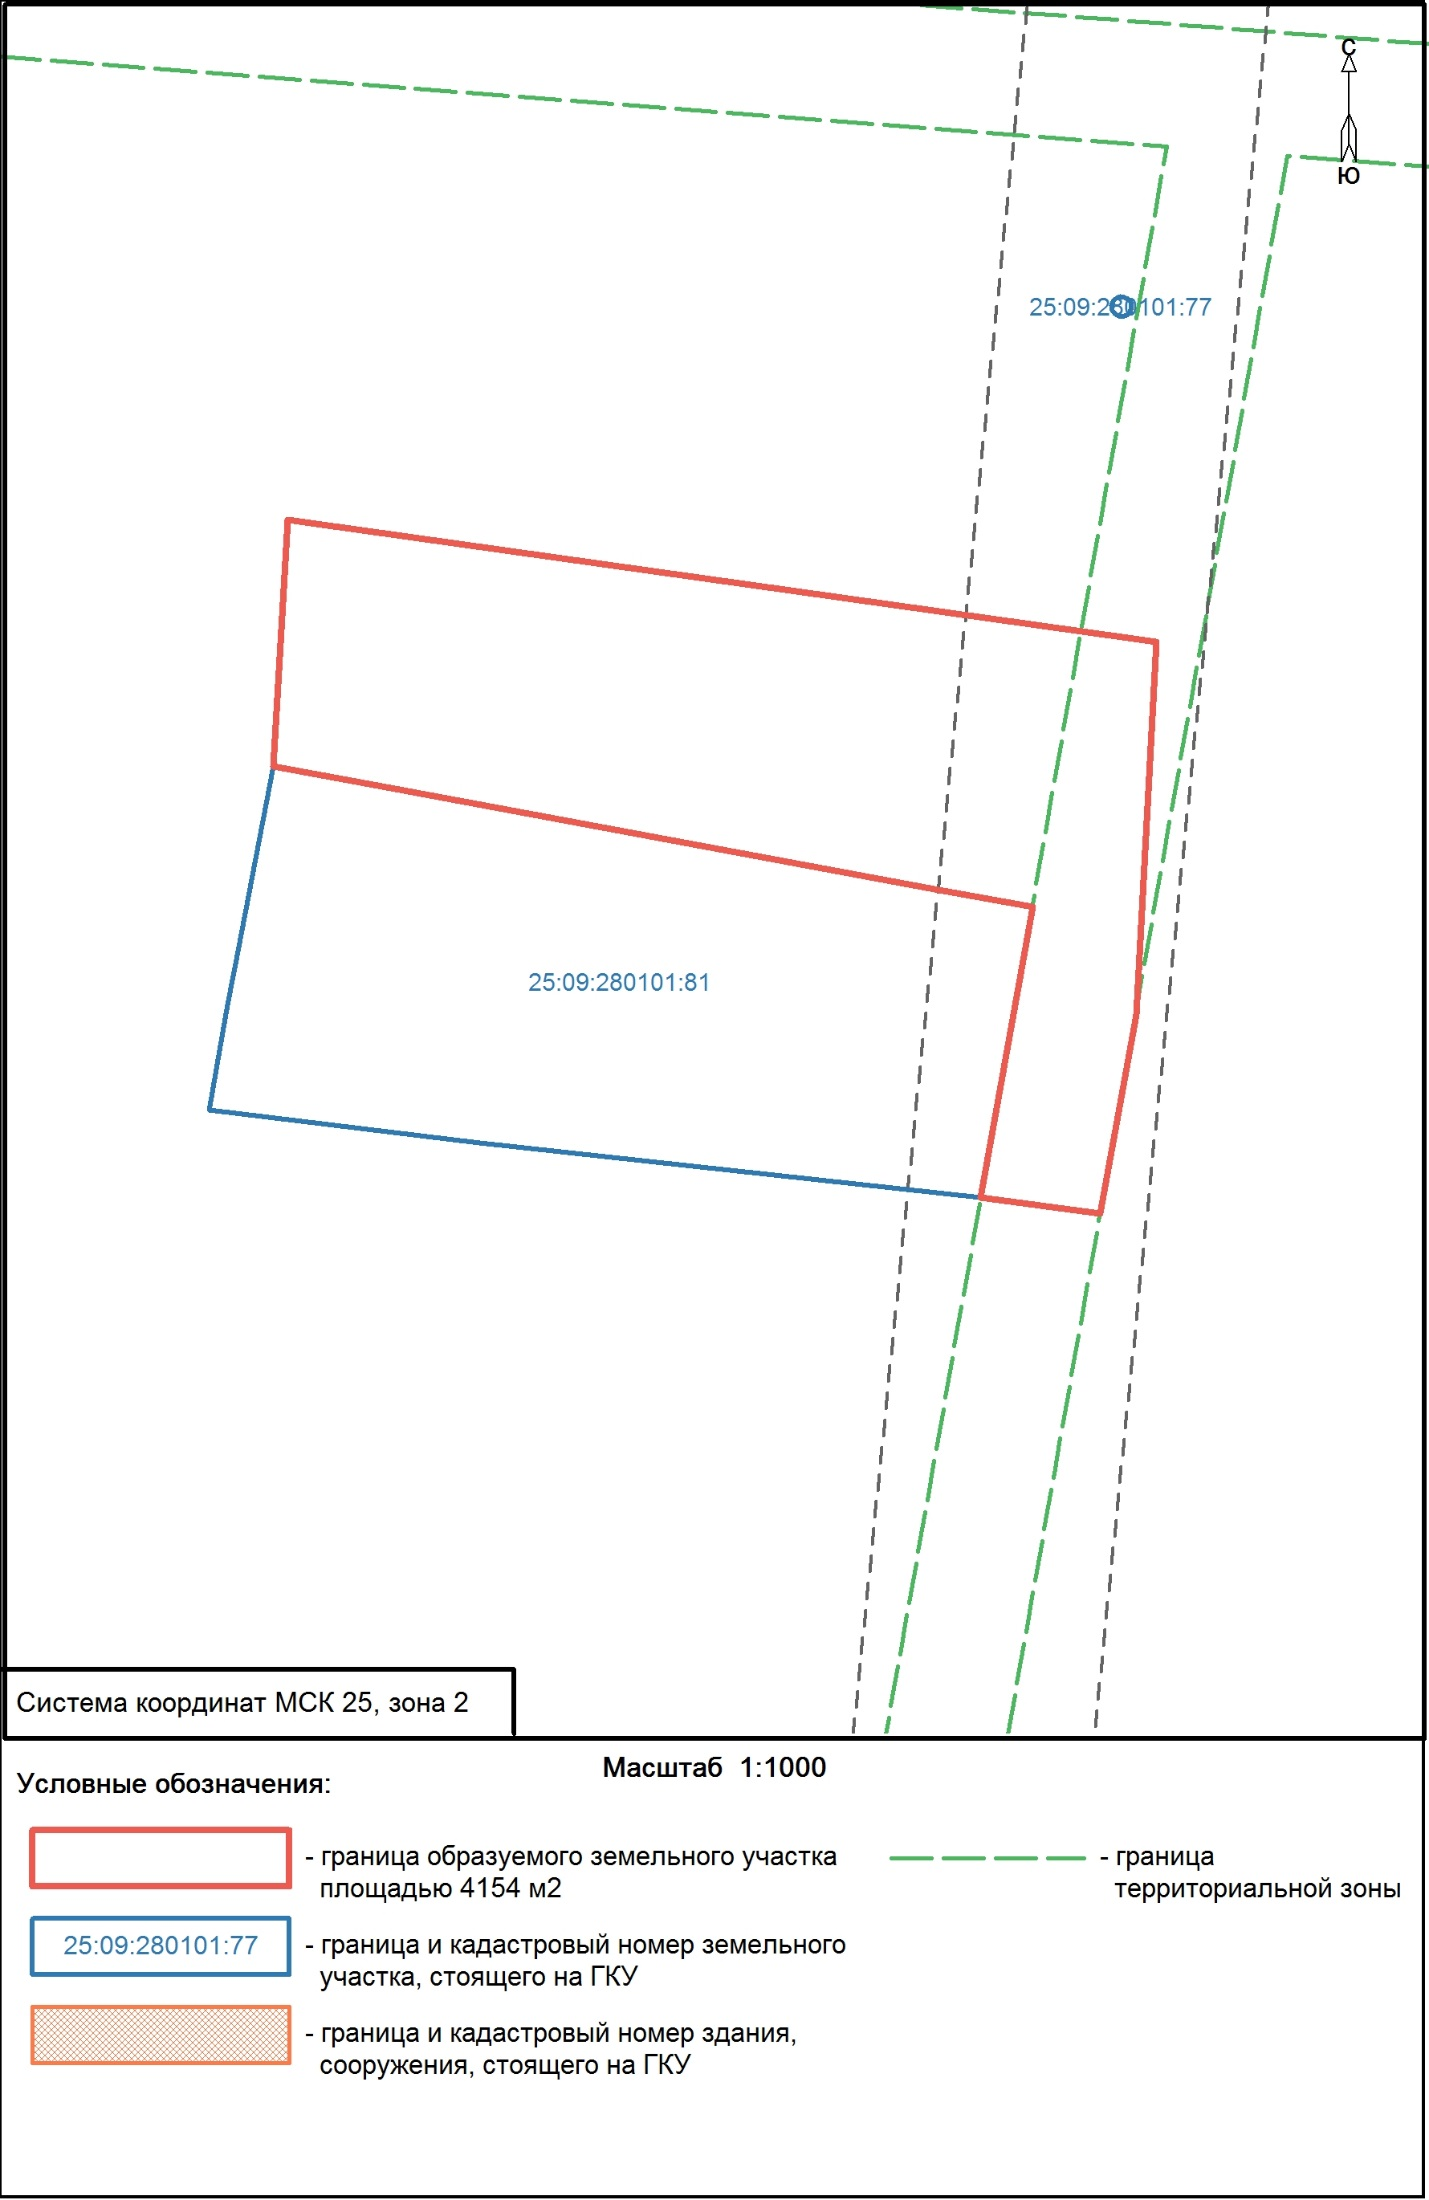 С
Ю
25:09:280101:77
25:09:280101:81
Система координат МСК 25, зона 2
Масштаб 1:1000
Условные обозначения:
- граница образуемого земельного участка
площадью 4154 м2
- граница
территориальной зоны
25:09:280101:77
- граница и кадастровый номер земельного
участка, стоящего на ГКУ
- граница и кадастровый номер здания,
сооружения, стоящего на ГКУ